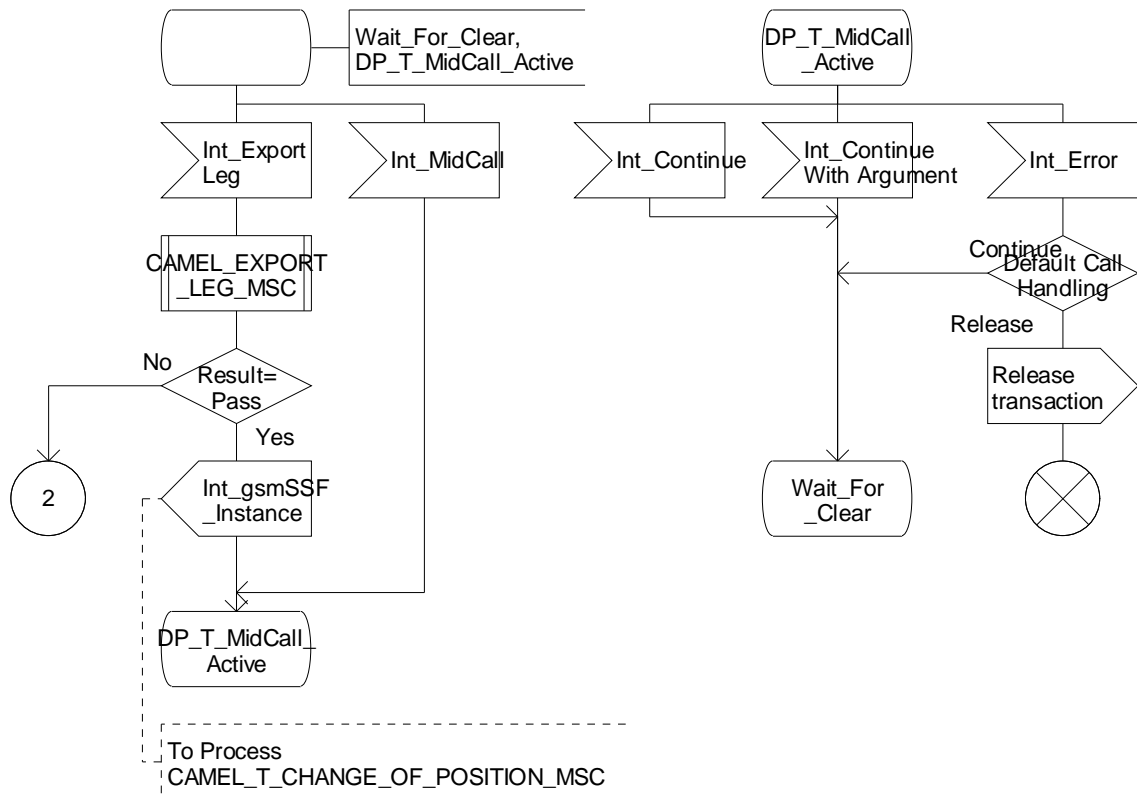 Wait_For_Clear,
DP_T_MidCall_Active
Int_Export
Leg
Int_MidCall
CAMEL_EXPORT
_LEG_MSC
No
Result=
Pass
Yes
2
Int_gsmSSF
_Instance
DP_T_MidCall_
Active
To Process
CAMEL_T_CHANGE_OF_POSITION_MSC
DP_T_MidCall
_Active
Int_Continue
Int_Continue
With Argument
Int_Error
Continue
Default Call
Handling
Release
Release
transaction
Wait_For
_Clear